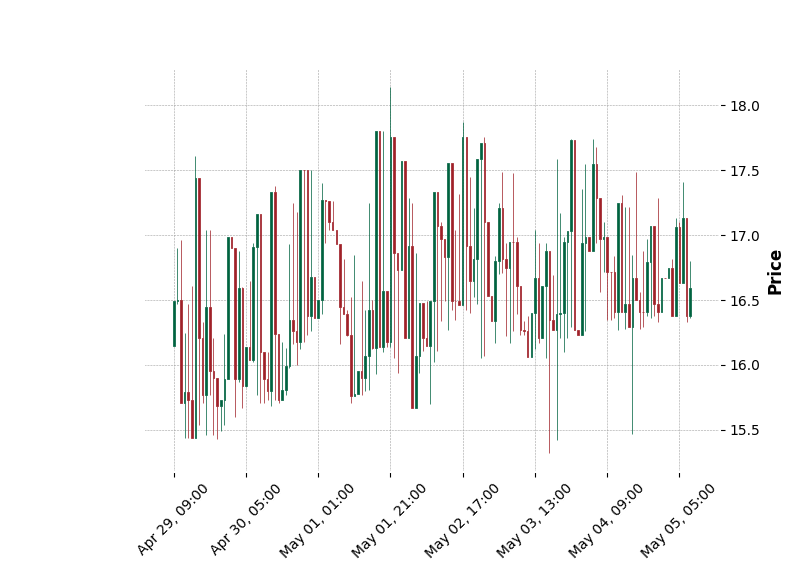 18.0
17.5
17.0
16.5
16.0
15.5
Price
Apr 29, 09:00
Apr 30, 05:00
May 01, 01:00
May 01, 21:00
May 02, 17:00
May 03, 13:00
May 04, 09:00
May 05, 05:00